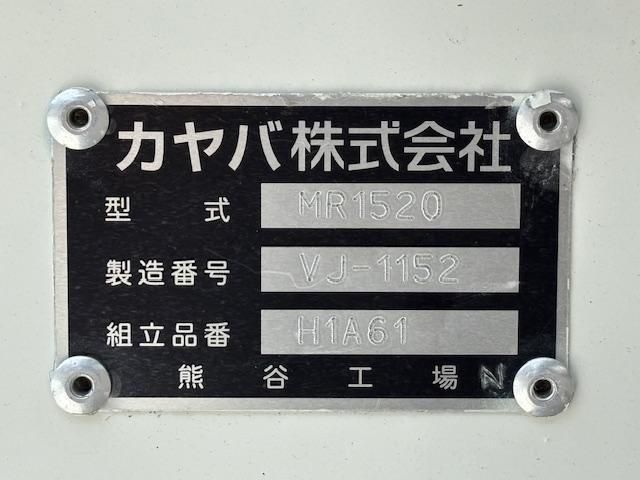 カヤバ株式会社
型式 MR1520
製造番号 VJ-1152
組立品番 H1A61
熊谷工場 N